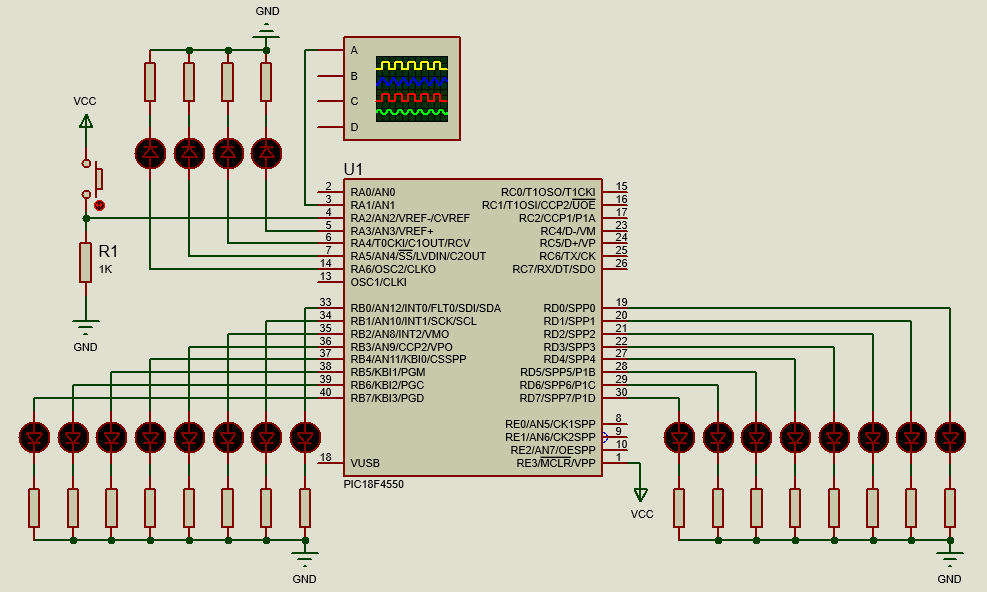 GND
VCC
A
B
C
D
R1
1K
GND
U1
2 RA0/AN0
3 RA1/AN1
4 RA2/AN2/VREF-/CVREF
5 RA3/AN3/VREF+
6 RA4/T0CKI/C1OUT/RCV
7 RA5/AN4/SS/LVDIN/C2OUT
14 RA6/OSC2/CLKO
13 OSC1/CLKI
33 RB0/AN12/INT0/FLT0/SDI/SDA
34 RB1/AN10/INT1/SCK/SCL
35 RB2/AN8/INT2/VMO
36 RB3/AN9/CCP2/VPO
37 RB4/AN11/KBI0/CSSPP
38 RB5/KBI1/PGM
39 RB6/KBI2/PGC
40 RB7/KBI3/PGD
18 VUSB
RC0/T1OSO/T1CKI 15
RC1/T1OSI/CCP2/UOE 16
RC2/CCP1/P1A 17
RC4/D-/VM 23
RC5/D+/VP 24
RC6/TX/CK 25
RC7/RX/DT/SDO 26
RD0/SPP0 19
RD1/SPP1 20
RD2/SPP2 21
RD3/SPP3 22
RD4/SPP4 27
RD5/SPP5/P1B 28
RD6/SPP6/P1C 29
RD7/SPP7/P1D 30
RE0/AN5/CK1SPP 8
RE1/AN6/CK2SPP 9
RE2/AN7/OESPP 10
RE3/MCLR/VPP 1
PIC18F4550
VCC
GND
GND